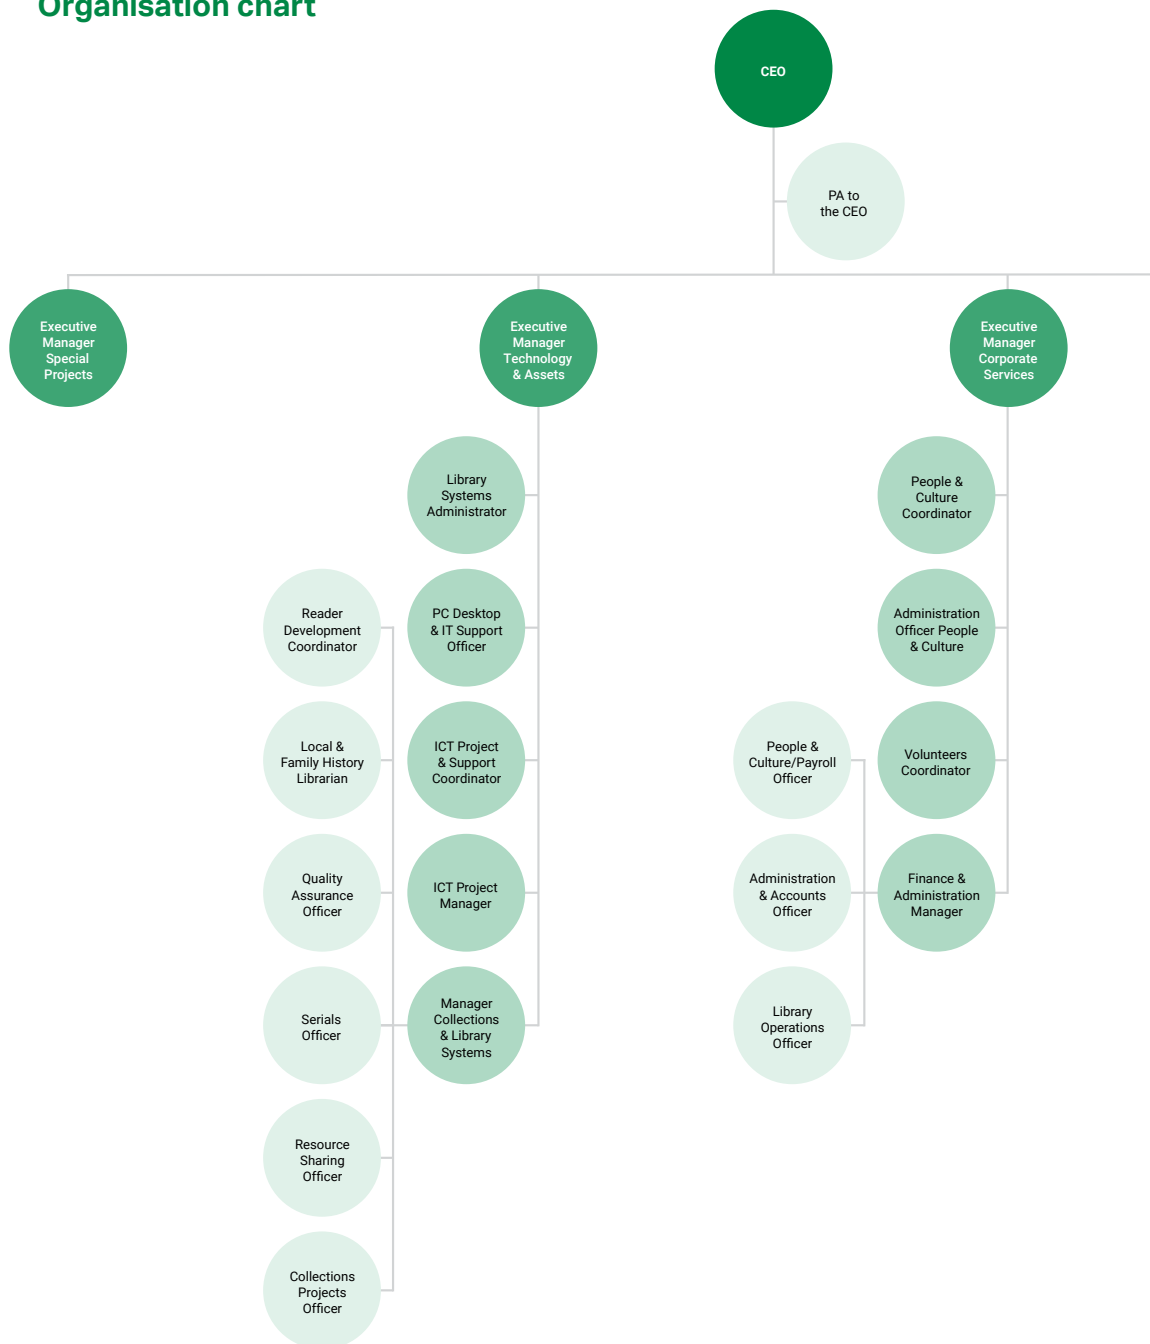 Organisation chart
CEO
PA to
the CEO
Executive
Manager
Special
Projects
Executive
Manager
Technology
& Assets
Executive
Manager
Corporate
Services
Library
Systems
Administrator
PC Desktop
& IT Support
Officer
ICT Project
& Support
Coordinator
ICT Project
Manager
Manager
Collections
& Library
Systems
Reader
Development
Coordinator
Local &
Family History
Librarian
Quality
Assurance
Officer
Serials
Officer
Resource
Sharing
Officer
Collections
Projects
Officer
People &
Culture
Coordinator
Administration
Officer People
& Culture
Volunteers
Coordinator
Finance &
Administration
Manager
People &
Culture/Payroll
Officer
Administration
& Accounts
Officer
Library
Operations
Officer